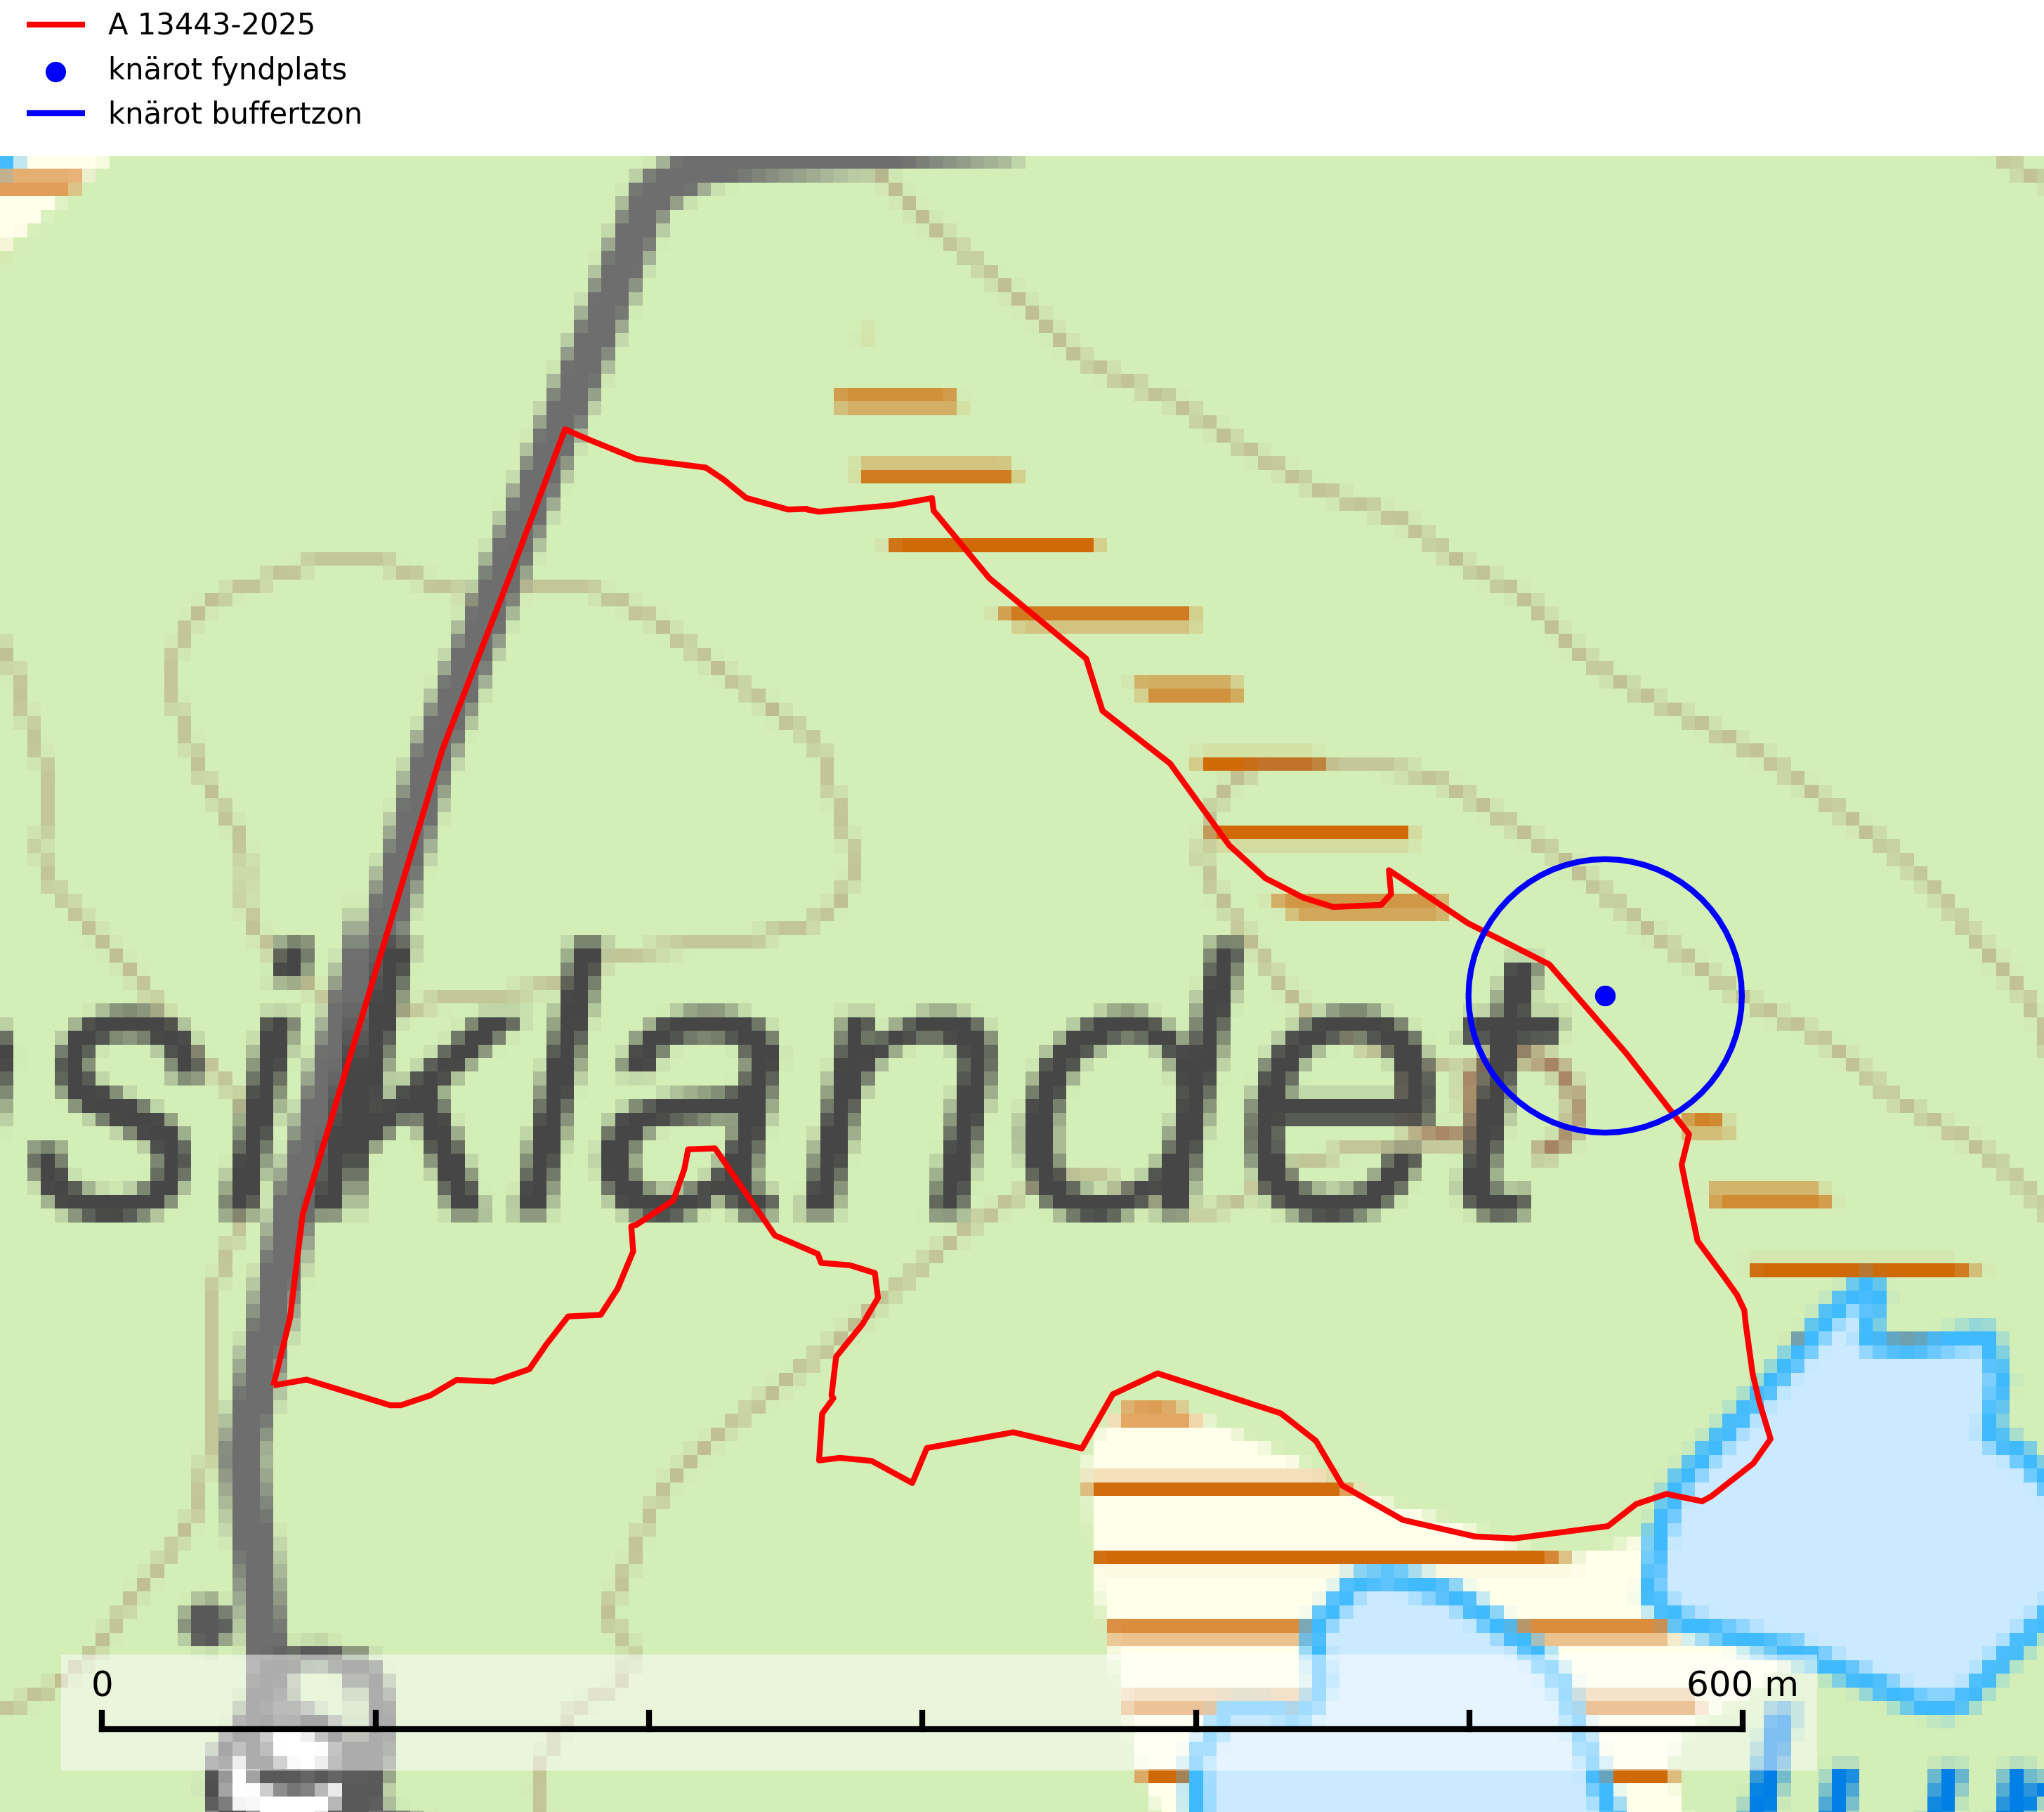 A 13443-2025
knärot fyndplats
knärot buffertzon
siklandet
0 600 m